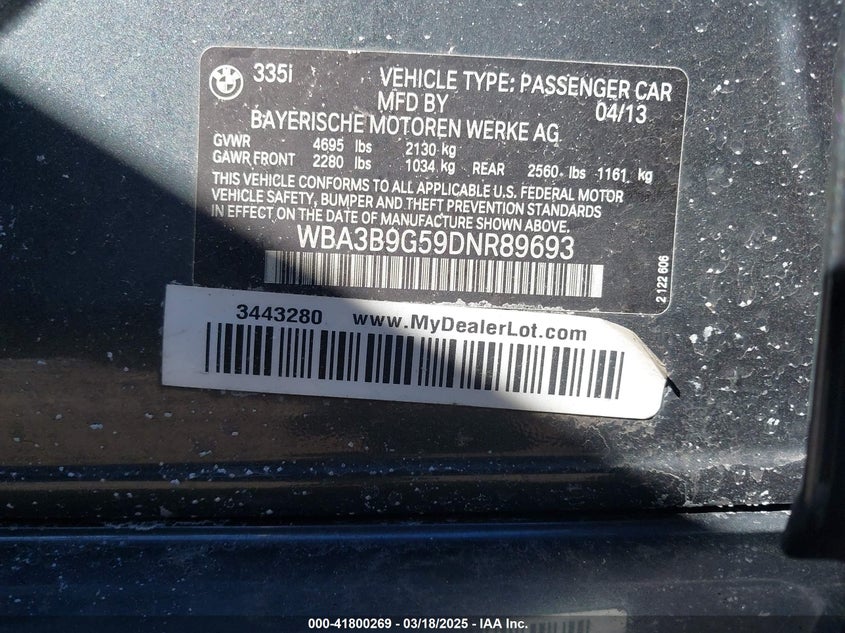 335i VEHICLE TYPE: PASSENGER CAR
MFD BY 04/13
BAYERISCHE MOTOREN WERKE AG
GVWR 4695 lbs 2130 kg
GAWR FRONT 2280 lbs 1034 kg REAR 2560 lbs 1161 kg
THIS VEHICLE CONFORMS TO ALL APPLICABLE U.S. FEDERAL MOTOR
VEHICLE SAFETY, BUMPER AND THEFT PREVENTION STANDARDS
IN EFFECT ON THE DATE OF MANUFACTURE SHOWN ABOVE.
WBA3B9G59DNR89693
2 122 606
3443280 www.MyDealerLot.com
000-41800269 - 03/18/2025 - IAA Inc.